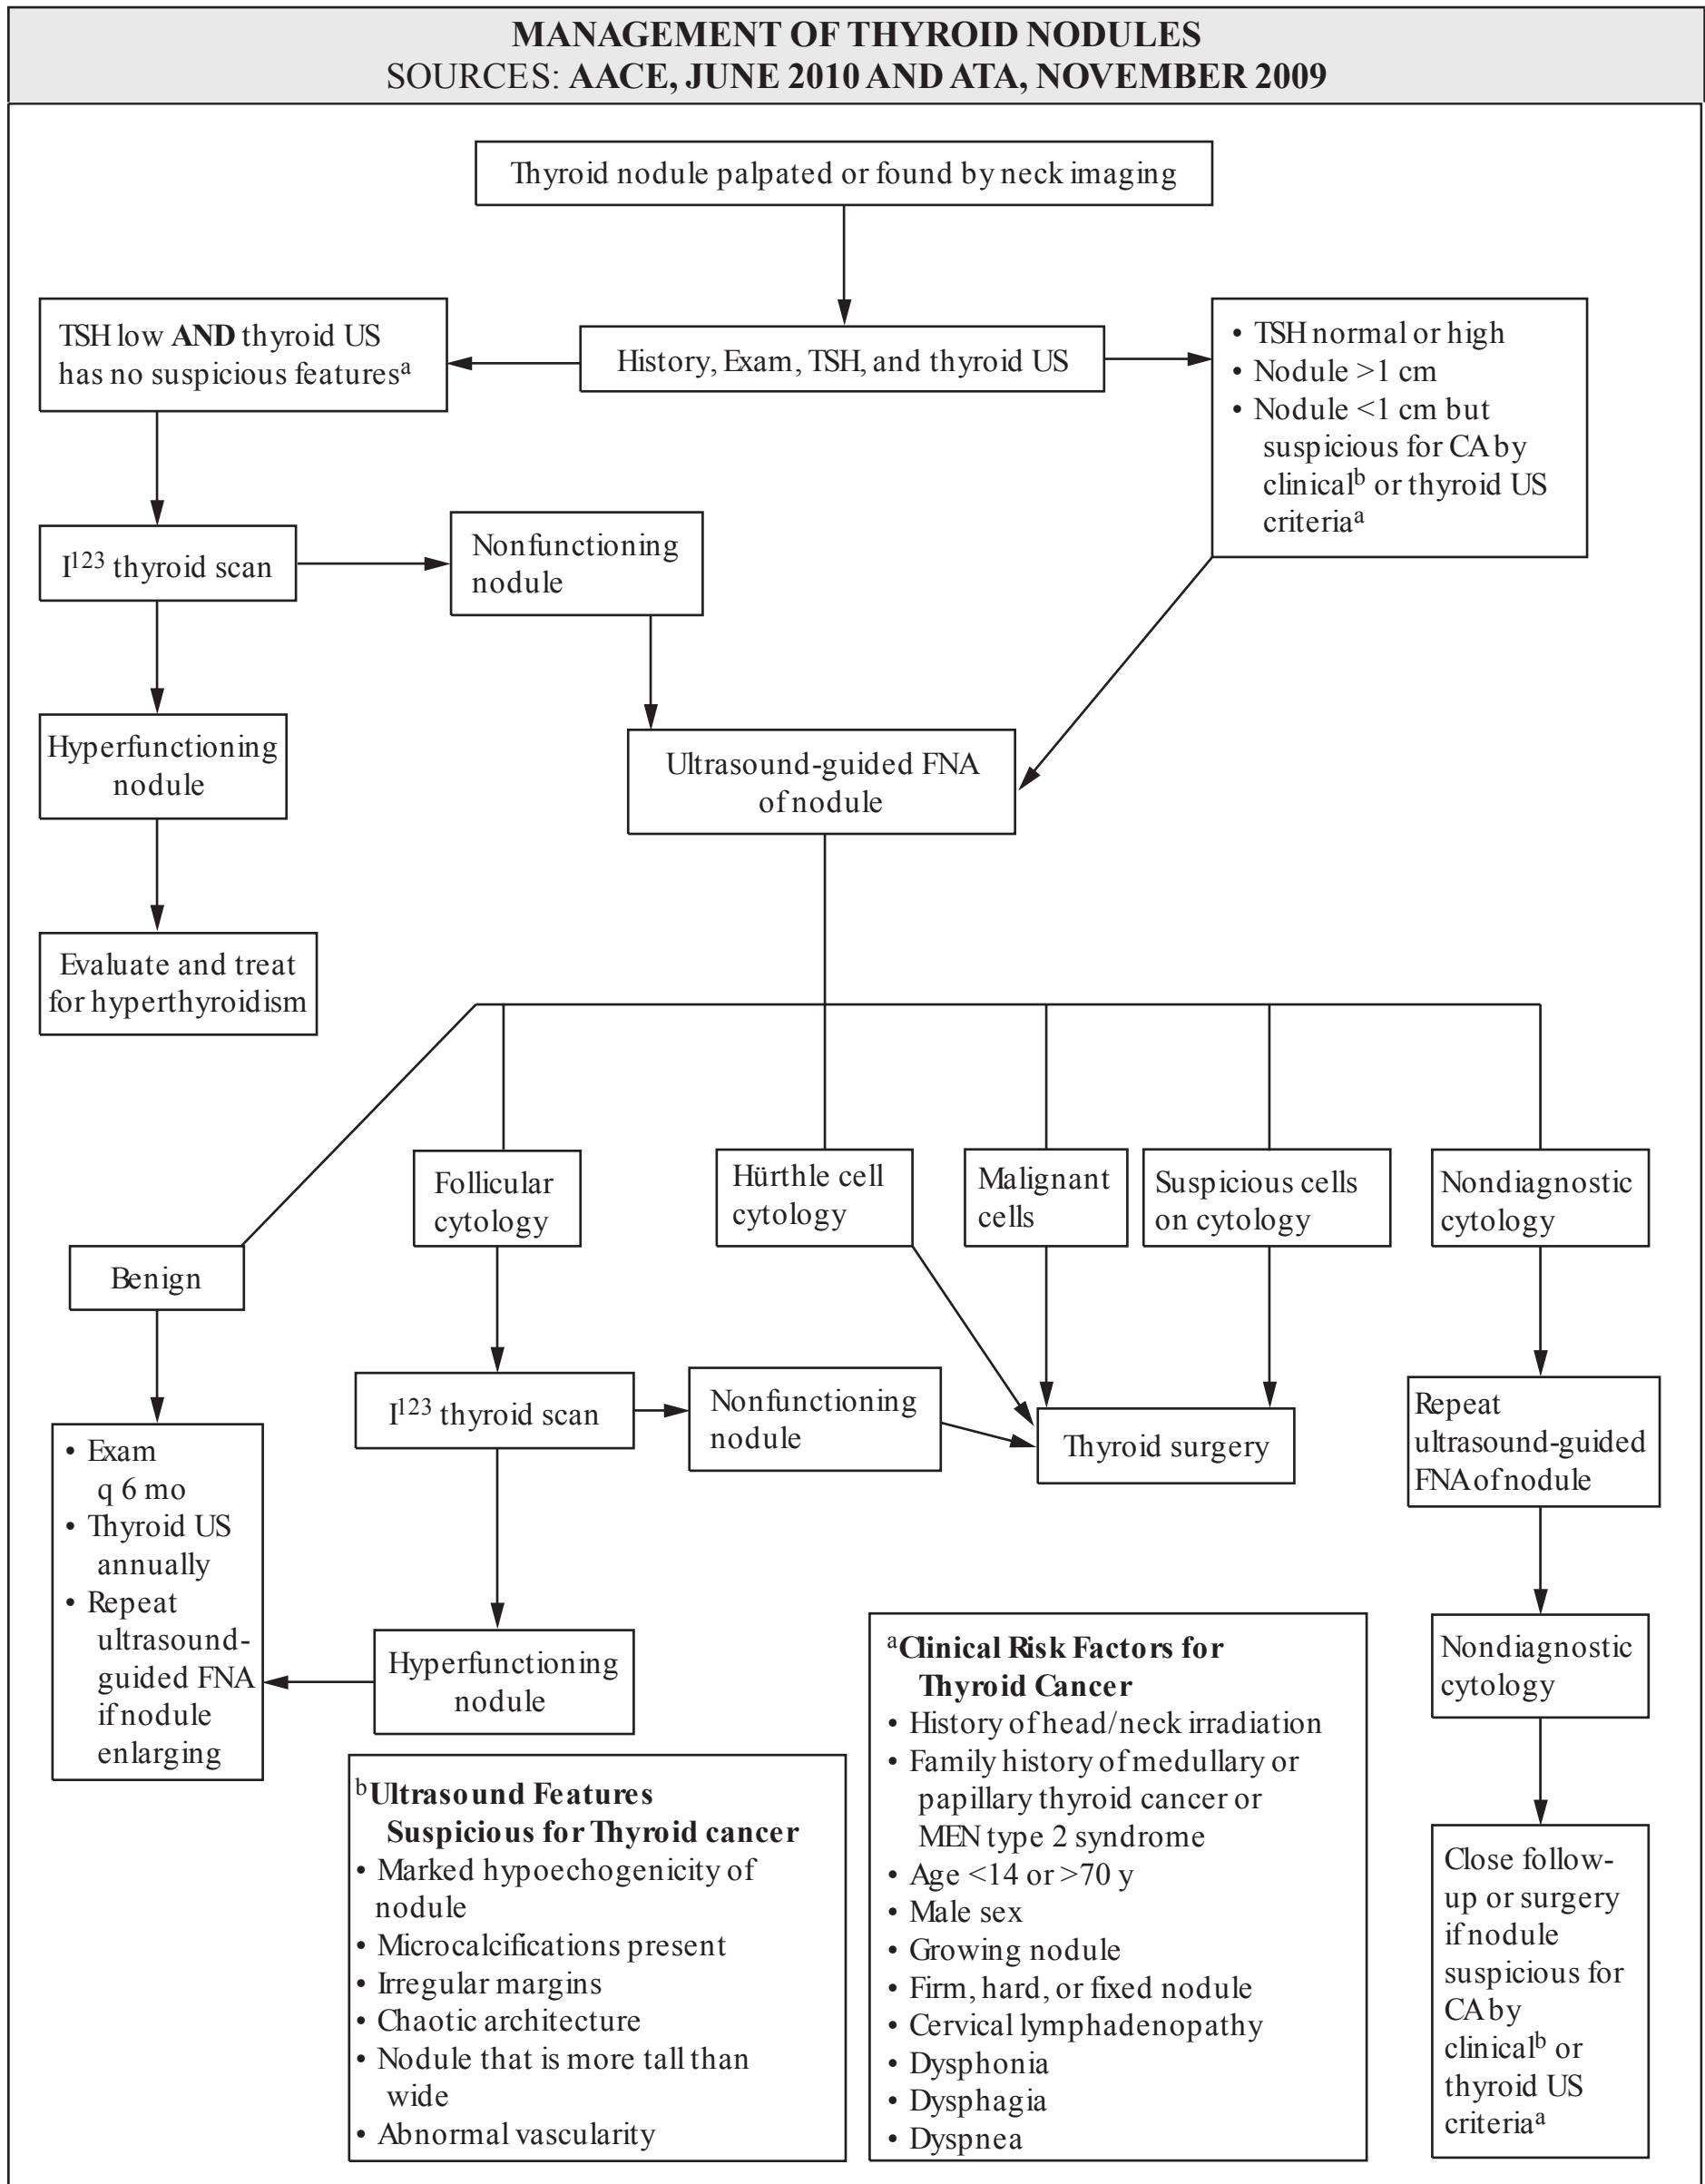 MANAGEMENT OF THYROID NODULES
SOURCES: AACE, JUNE 2010 AND ATA, NOVEMBER 2009
Thyroid nodule palpated or found by neck imaging
TSH low AND thyroid US
has no suspicious featuresᵃ
History, Exam, TSH, and thyroid US
• TSH normal or high
• Nodule >1 cm
• Nodule <1 cm but
suspicious for CA by
clinicalᵇ or thyroid US
criteriaᵃ
I¹²³ thyroid scan
Nonfunctioning
nodule
Hyperfunctioning
nodule
Ultrasound-guided FNA
of nodule
Evaluate and treat
for hyperthyroidism
Benign
Follicular
cytology
Hürthle cell
cytology
Malignant
cells
Suspicious cells
on cytology
Nondiagnostic
cytology
• Exam
q 6 mo
• Thyroid US
annually
• Repeat
ultrasound-
guided FNA
if nodule
enlarging
I¹²³ thyroid scan
Nonfunctioning
nodule
Thyroid surgery
Repeat
ultrasound-guided
FNA of nodule
Hyperfunctioning
nodule
Nondiagnostic
cytology
ᵇUltrasound Features
Suspicious for Thyroid cancer
• Marked hypoechogenicity of
nodule
• Microcalcifications present
• Irregular margins
• Chaotic architecture
• Nodule that is more tall than
wide
• Abnormal vascularity
ᵃClinical Risk Factors for
Thyroid Cancer
• History of head/neck irradiation
• Family history of medullary or
papillary thyroid cancer or
MEN type 2 syndrome
• Age <14 or >70 y
• Male sex
• Growing nodule
• Firm, hard, or fixed nodule
• Cervical lymphadenopathy
• Dysphonia
• Dysphagia
• Dyspnea
Close follow-
up or surgery
if nodule
suspicious for
CA by
clinicalᵇ or
thyroid US
criteriaᵃ